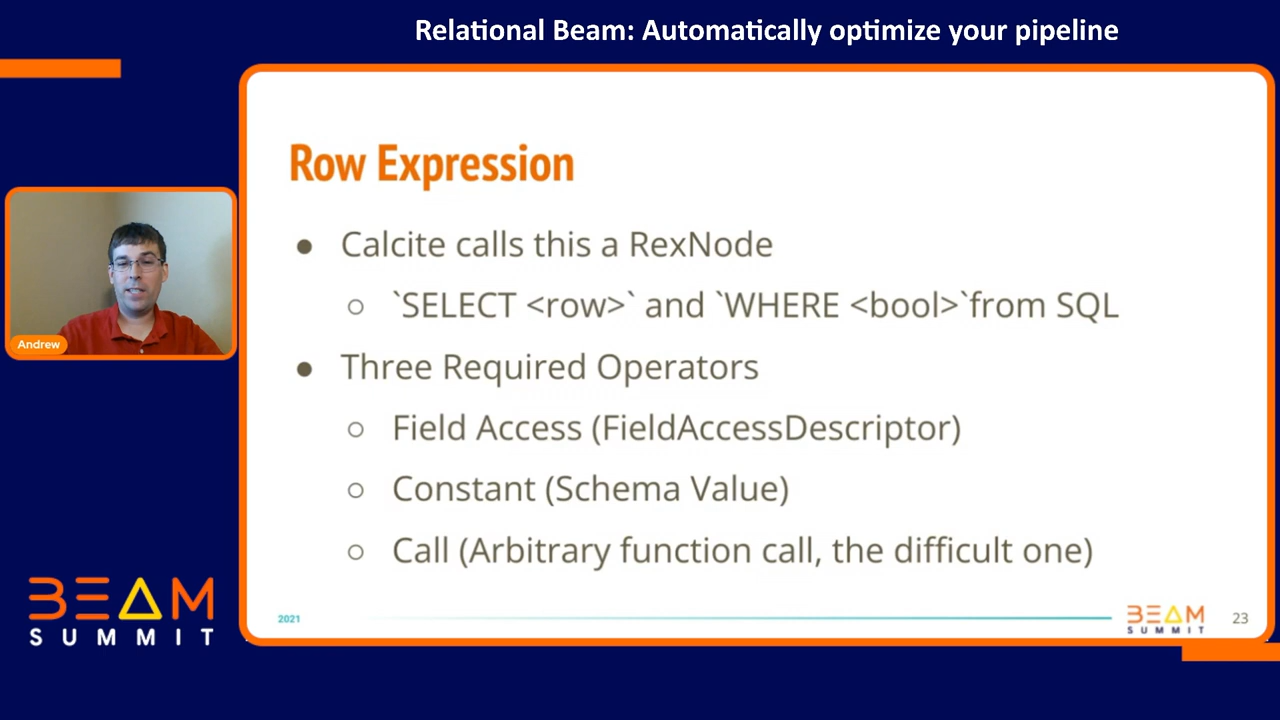 Relational Beam: Automatically optimize your pipeline
Row Expression
● Calcite calls this a RexNode
○ `SELECT <row>` and `WHERE <bool>`from SQL
● Three Required Operators
○ Field Access (FieldAccessDescriptor)
○ Constant (Schema Value)
○ Call (Arbitrary function call, the difficult one)
Andrew
BEAM
SUMMIT
2021
BEAM
SUMMIT
23